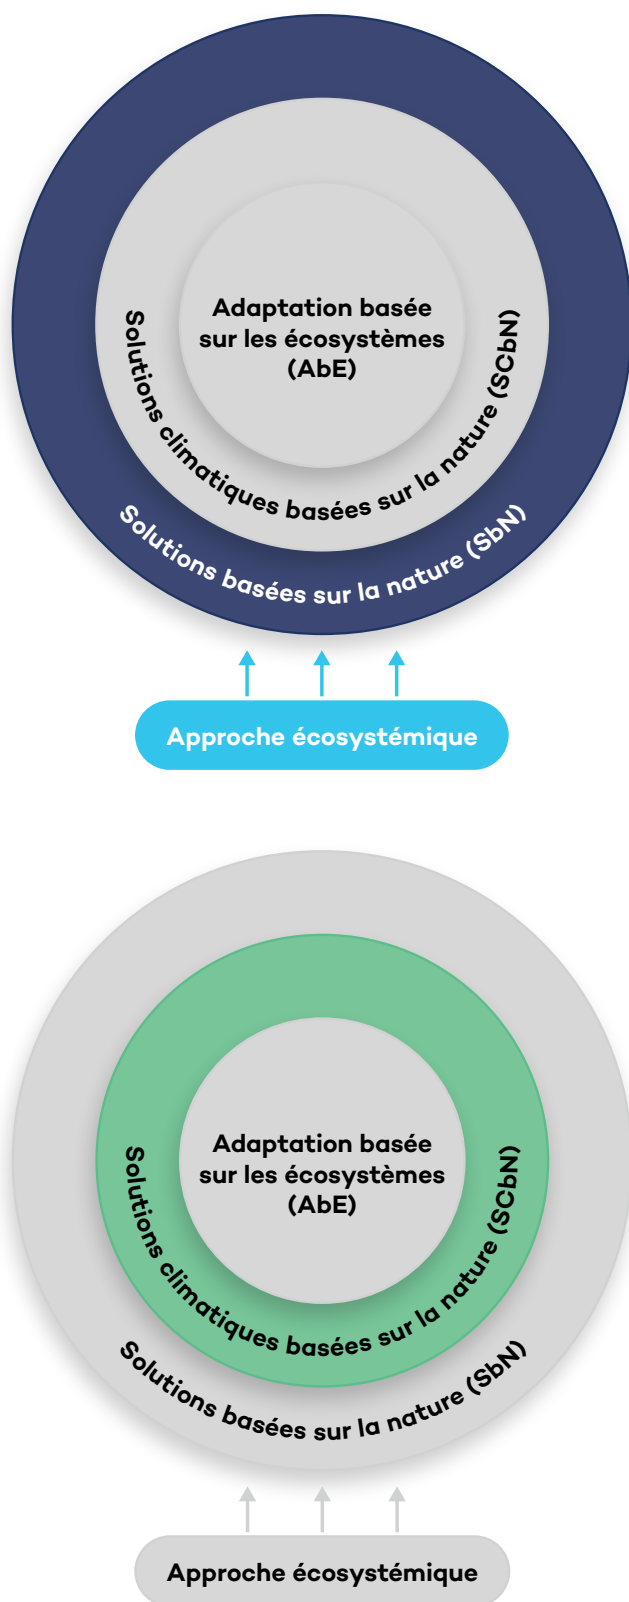 Adaptation basée
sur les écosystèmes
(AbE)
Solutions climatiques basées sur la nature (SCbN)
Solutions basées sur la nature (SbN)
Approche écosystémique
Adaptation basée
sur les écosystèmes
(AbE)
Solutions climatiques basées sur la nature (SCbN)
Solutions basées sur la nature (SbN)
Approche écosystémique